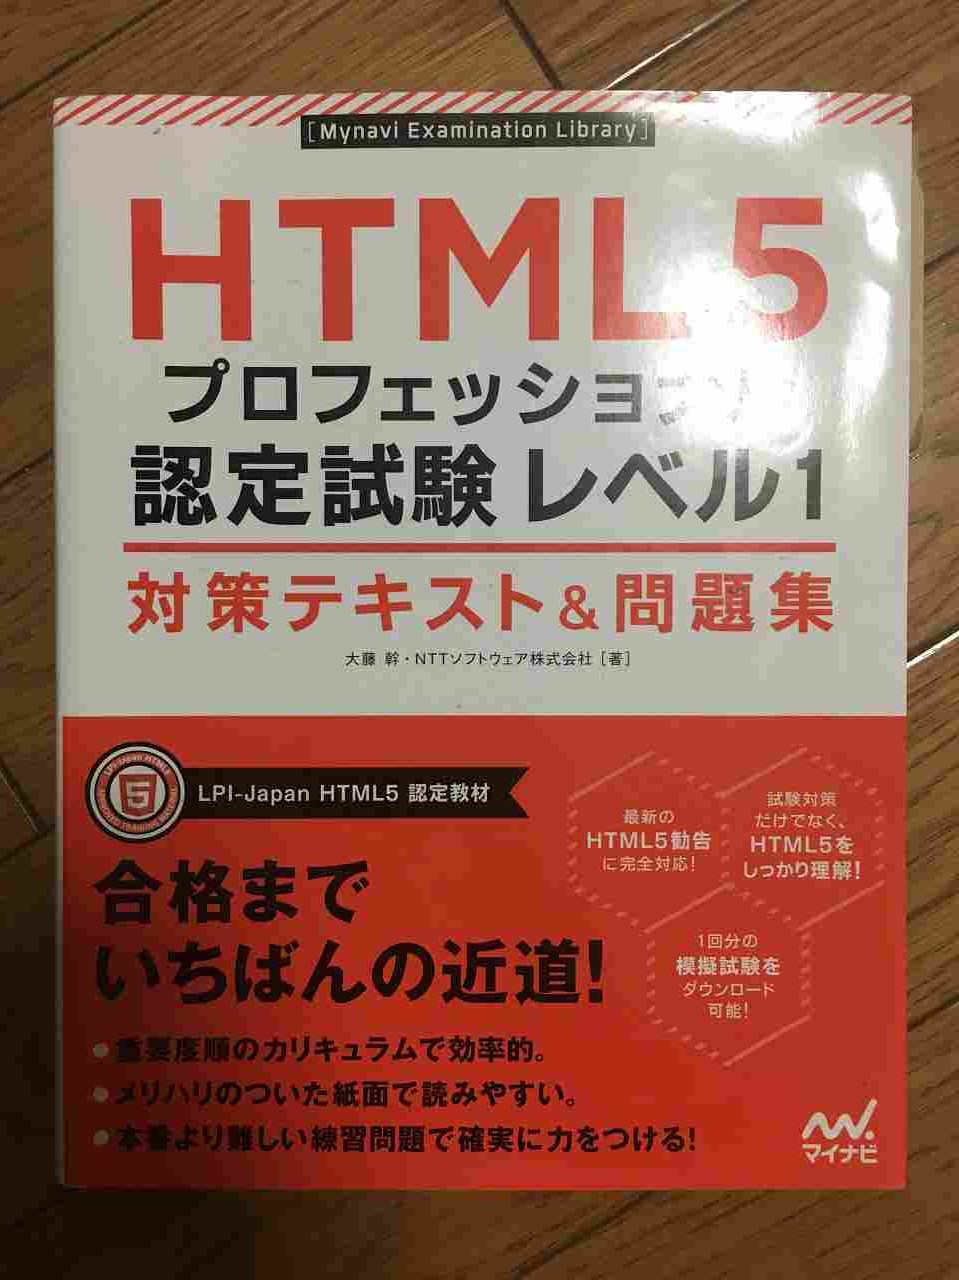 [Mynavi Examination Library]
HTML5
プロフェッショナル
認定試験 レベル1
対策テキスト&問題集
大藤 幹・NTTソフトウェア株式会社 [著]
LPI-Japan HTML5
5
LPI-Japan HTML5 認定教材
最新の
HTML5勧告
に完全対応!
試験対策
だけでなく、
HTML5を
しっかり理解!
1回分の
模擬試験を
ダウンロード
可能!
合格まで
いちばんの近道!
●重要度順のカリキュラムで効率的。
●メリハリのついた紙面で読みやすい。
●本番より難しい練習問題で確実に力をつける!
マイナビ